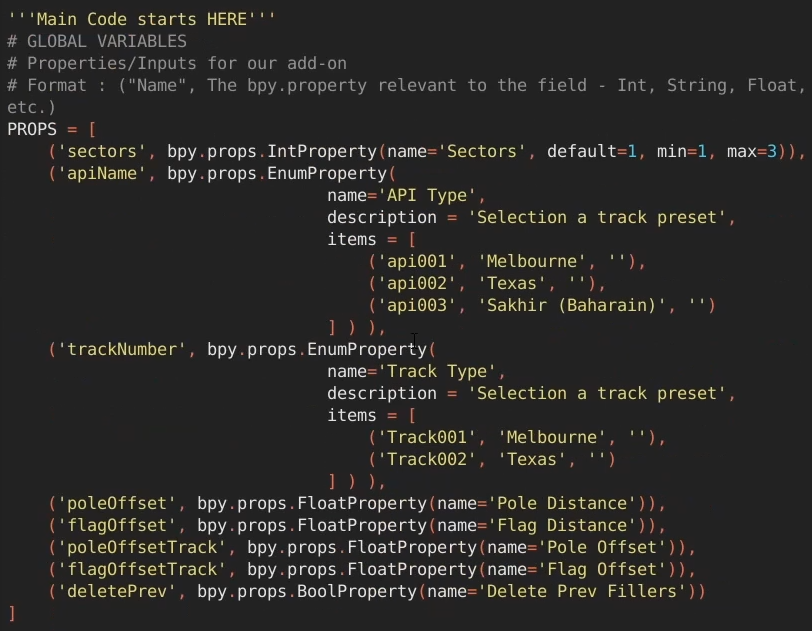 '''Main Code starts HERE'''
# GLOBAL VARIABLES
# Properties/Inputs for our add-on
# Format : ("Name", The bpy.property relevant to the field - Int, String, Float,
etc.)
PROPS = [
    ('sectors', bpy.props.IntProperty(name='Sectors', default=1, min=1, max=3)),
    ('apiName', bpy.props.EnumProperty(
                                name='API Type',
                                description = 'Selection a track preset',
                                items = [
                                    ('api001', 'Melbourne', ''),
                                    ('api002', 'Texas', ''),
                                    ('api003', 'Sakhir (Baharain)', '')
                                ] ) ),
    ('trackNumber', bpy.props.EnumProperty(
                                name='Track Type',
                                description = 'Selection a track preset',
                                items = [
                                    ('Track001', 'Melbourne', ''),
                                    ('Track002', 'Texas', '')
                                ] ) ),
    ('poleOffset', bpy.props.FloatProperty(name='Pole Distance')),
    ('flagOffset', bpy.props.FloatProperty(name='Flag Distance')),
    ('poleOffsetTrack', bpy.props.FloatProperty(name='Pole Offset')),
    ('flagOffsetTrack', bpy.props.FloatProperty(name='Flag Offset')),
    ('deletePrev', bpy.props.BoolProperty(name='Delete Prev Fillers'))
]